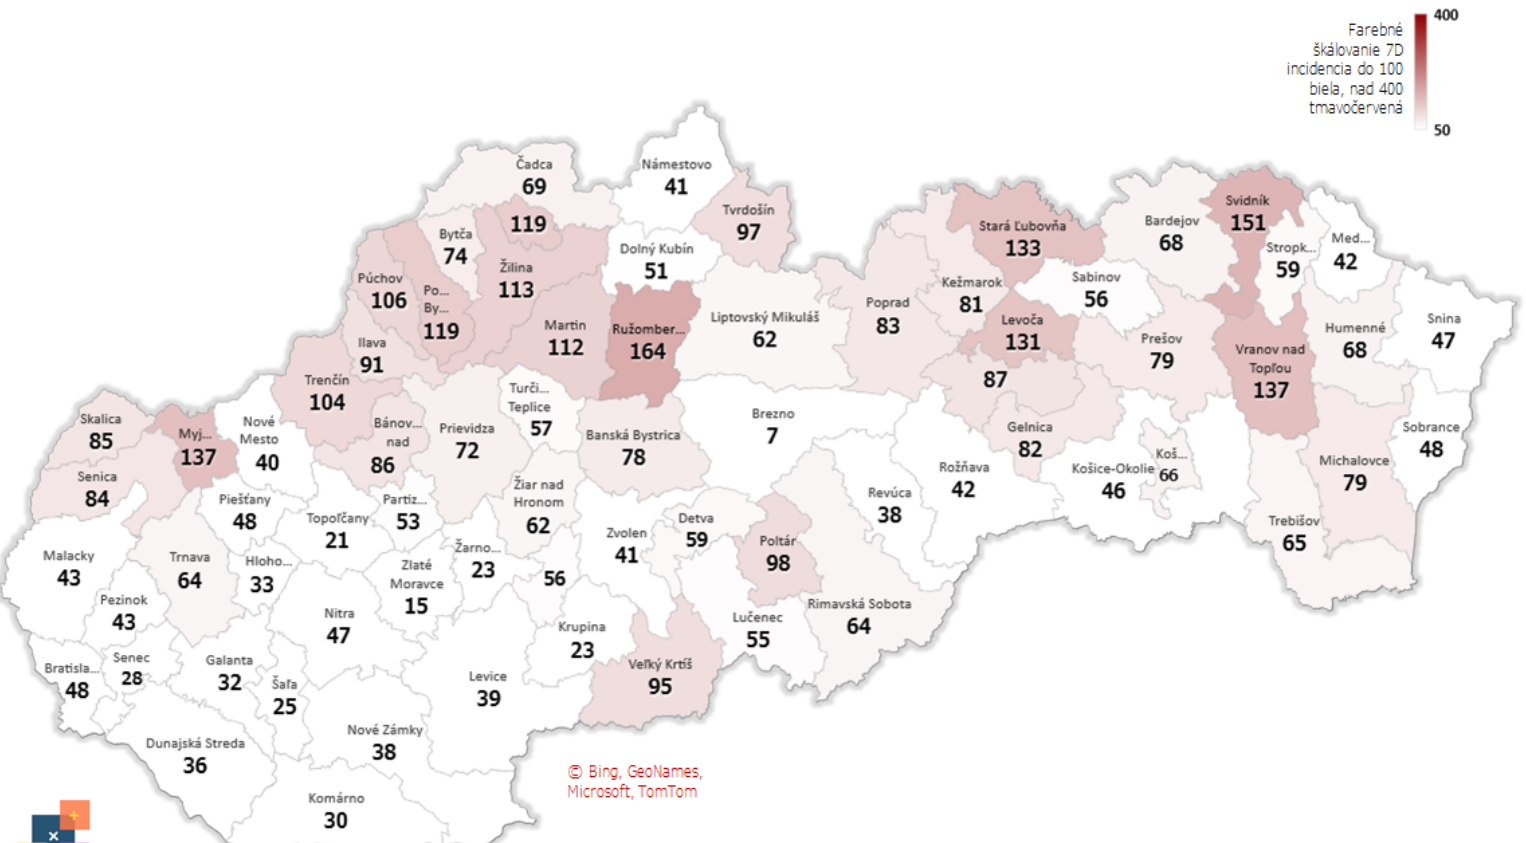 400
Farebné
škálovanie 7D
incidencia do 100
biela, nad 400
tmavočervená
50
Čadca
69
Námestovo
41
Tvrdošín
97
119
Bytča
74
Dolný Kubín
51
Žilina
113
Púchov
106
Po...
By...
119
Martin
112
Ružomber...
164
Liptovský Mikuláš
62
Ilava
91
Poprad
83
Kežmarok
81
Stará Ľubovňa
133
Sabinov
56
Levoča
131
Bardejov
68
Svidník
151
Stropk...
59
Med...
42
Prešov
79
Vranov nad
Topľou
137
Humenné
68
Snina
47
Trenčín
104
Turči...
Teplice
57
87
Skalica
85
Myj...
137
Nové
Mesto
40
Bánov...
nad
86
Prievidza
72
Banská Bystrica
78
Brezno
7
Gelnica
82
Sobrance
48
Senica
84
Piešťany
48
Topoľčany
21
Partiz...
53
Žiar nad
Hronom
62
Rožňava
42
Košice-Okolie
46
Koš...
66
Michalovce
79
Revúca
38
Trebišov
65
Malacky
43
Trnava
64
Hloho...
33
Zlaté
Moravce
15
Žarno...
23
56
Zvolen
41
Detva
59
Poltár
98
Pezinok
43
Nitra
47
Krupina
23
Lučenec
55
Rimavská Sobota
64
Bratisla...
48
Senec
28
Galanta
32
Šaľa
25
Levice
39
Veľký Krtíš
95
Dunajská Streda
36
Nové Zámky
38
Komárno
30
© Bing, GeoNames,
Microsoft, TomTom